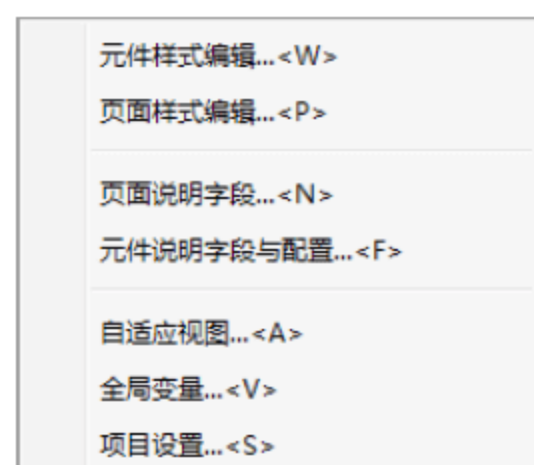 元件样式编辑...<W>
页面样式编辑...<P>
页面说明字段...<N>
元件说明字段与配置...<F>
自适应视图...<A>
全局变量...<V>
项目设置...<S>